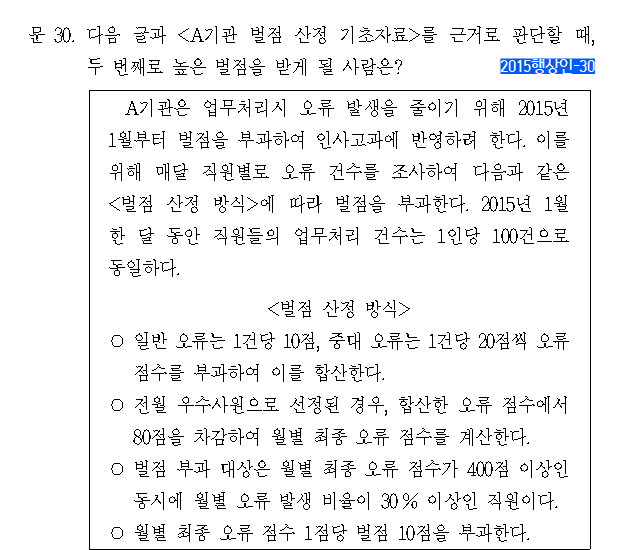 문 30. 다음 글과 <A기관 벌점 산정 기초자료>를 근거로 판단할 때,
두 번째로 높은 벌점을 받게 될 사람은?
2015행상인-30
A기관은 업무처리시 오류 발생을 줄이기 위해 2015년
1월부터 벌점을 부과하여 인사고과에 반영하려 한다. 이를
위해 매달 직원별로 오류 건수를 조사하여 다음과 같은
<벌점 산정 방식>에 따라 벌점을 부과한다. 2015년 1월
한 달 동안 직원들의 업무처리 건수는 1인당 100건으로
동일하다.
<벌점 산정 방식>
○ 일반 오류는 1건당 10점, 중대 오류는 1건당 20점씩 오류
점수를 부과하여 이를 합산한다.
○ 전월 우수사원으로 선정된 경우, 합산한 오류 점수에서
80점을 차감하여 월별 최종 오류 점수를 계산한다.
○ 벌점 부과 대상은 월별 최종 오류 점수가 400점 이상인
동시에 월별 오류 발생 비율이 30 % 이상인 직원이다.
○ 월별 최종 오류 점수 1점당 벌점 10점을 부과한다.